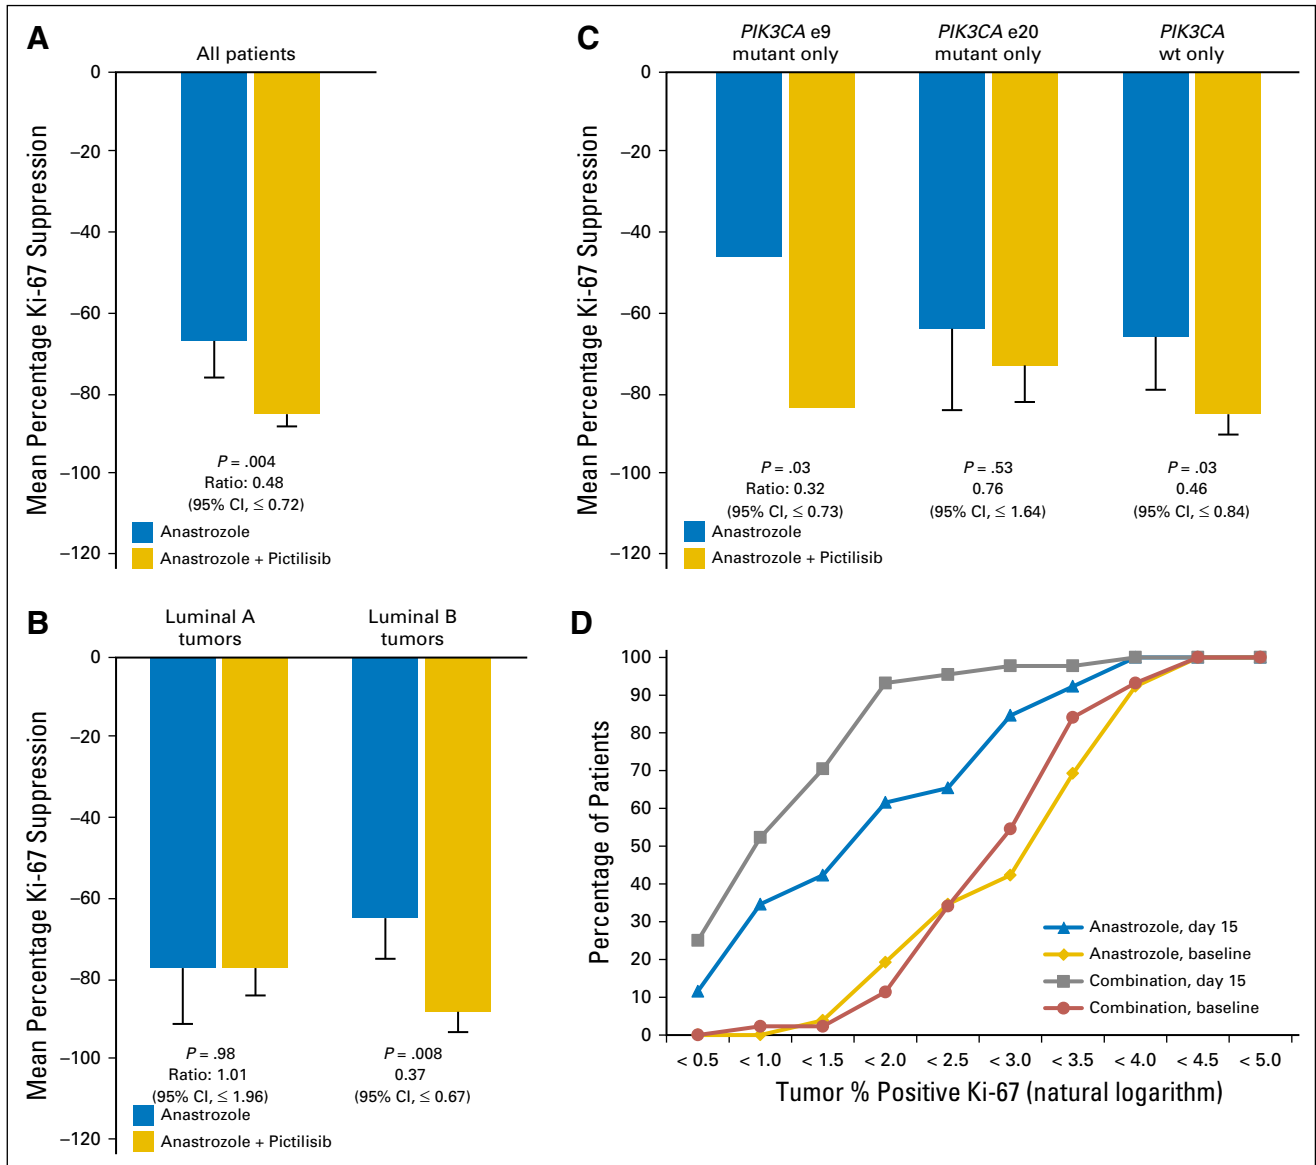 A
All patients
Mean Percentage Ki-67 Suppression
0
–20
–40
–60
–80
–100
–120
P = .004
Ratio: 0.48
(95% CI, ≤ 0.72)
Anastrozole
Anastrozole + Pictilisib
B
Luminal A
tumors
Luminal B
tumors
Mean Percentage Ki-67 Suppression
0
–20
–40
–60
–80
–100
–120
P = .98
Ratio: 1.01
(95% CI, ≤ 1.96)
P = .008
0.37
(95% CI, ≤ 0.67)
Anastrozole
Anastrozole + Pictilisib
C
PIK3CA e9
mutant only
PIK3CA e20
mutant only
PIK3CA
wt only
Mean Percentage Ki-67 Suppression
0
–20
–40
–60
–80
–100
–120
P = .03
Ratio: 0.32
(95% CI, ≤ 0.73)
P = .53
0.76
(95% CI, ≤ 1.64)
P = .03
0.46
(95% CI, ≤ 0.84)
Anastrozole
Anastrozole + Pictilisib
D
Percentage of Patients
100
90
80
70
60
50
40
30
20
10
0
Anastrozole, day 15
Anastrozole, baseline
Combination, day 15
Combination, baseline
< 0.5 < 1.0 < 1.5 < 2.0 < 2.5 < 3.0 < 3.5 < 4.0 < 4.5 < 5.0
Tumor % Positive Ki-67 (natural logarithm)